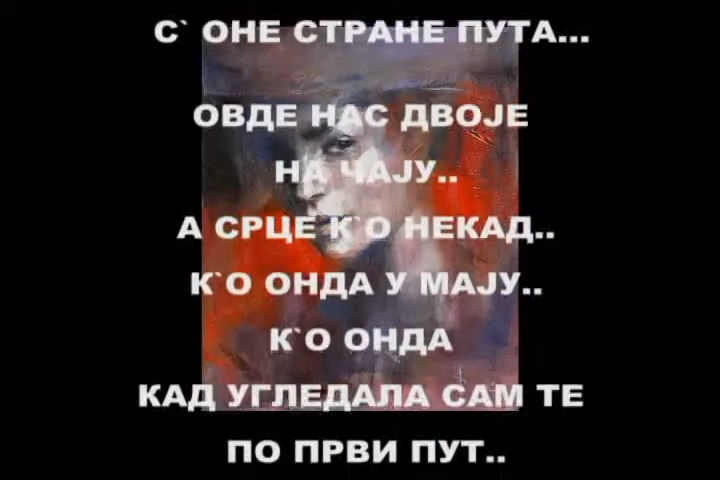 С` ОНЕ СТРАНЕ ПУТА...
ОВДЕ НАС ДВОЈЕ
НА ЧАЈУ..
А СРЦЕ К`О НЕКАД..
К`О ОНДА У МАЈУ..
К`О ОНДА
КАД УГЛЕДАЛА САМ ТЕ
ПО ПРВИ ПУТ..